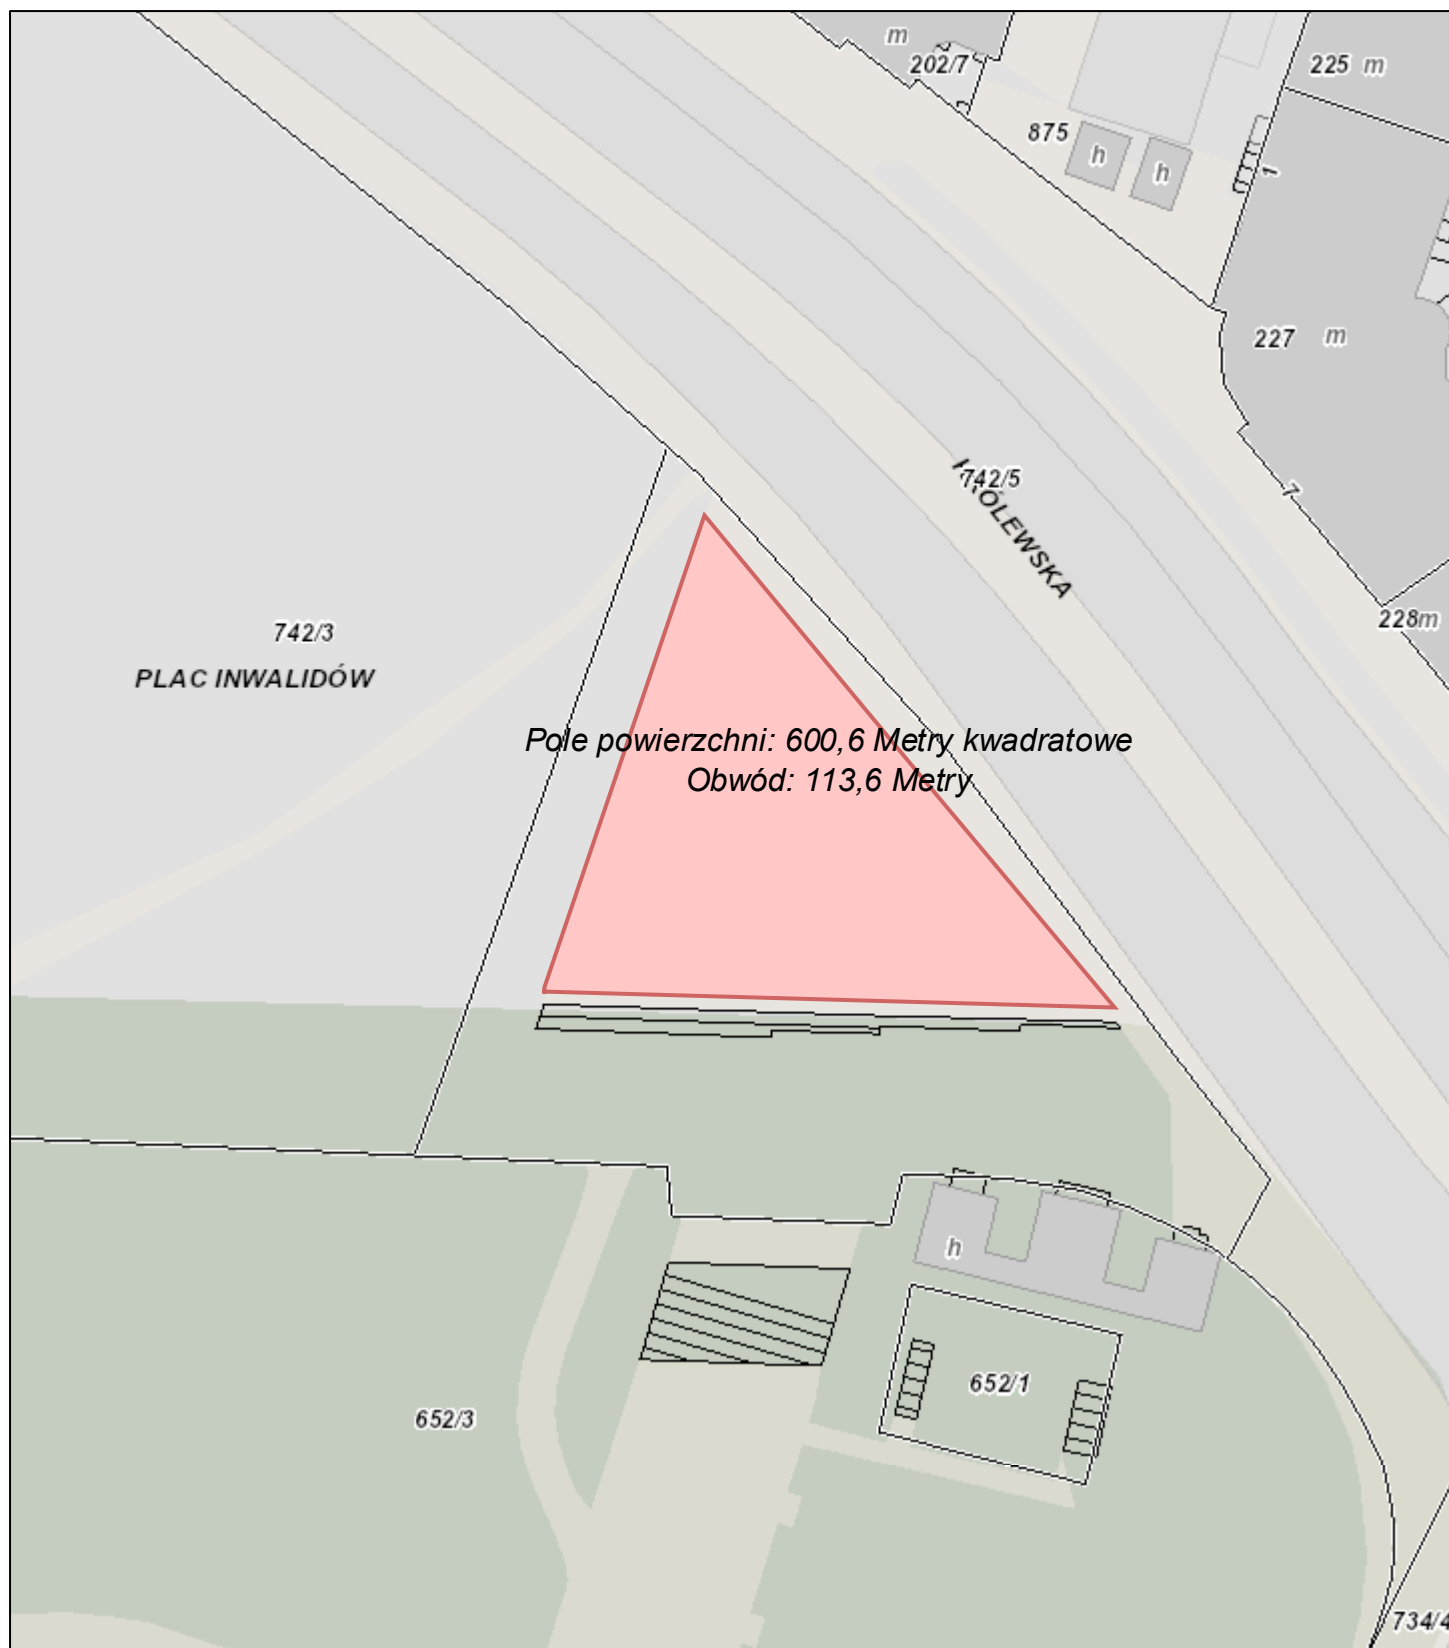 m
202/7
225 m
875
h
h
1
227 m
742/5
KRÓLEWSKA
7
228m
742/3
PLAC INWALIDÓW
Pole powierzchni: 600,6 Metry kwadratowe
Obwód: 113,6 Metry
h
652/1
652/3
734/4